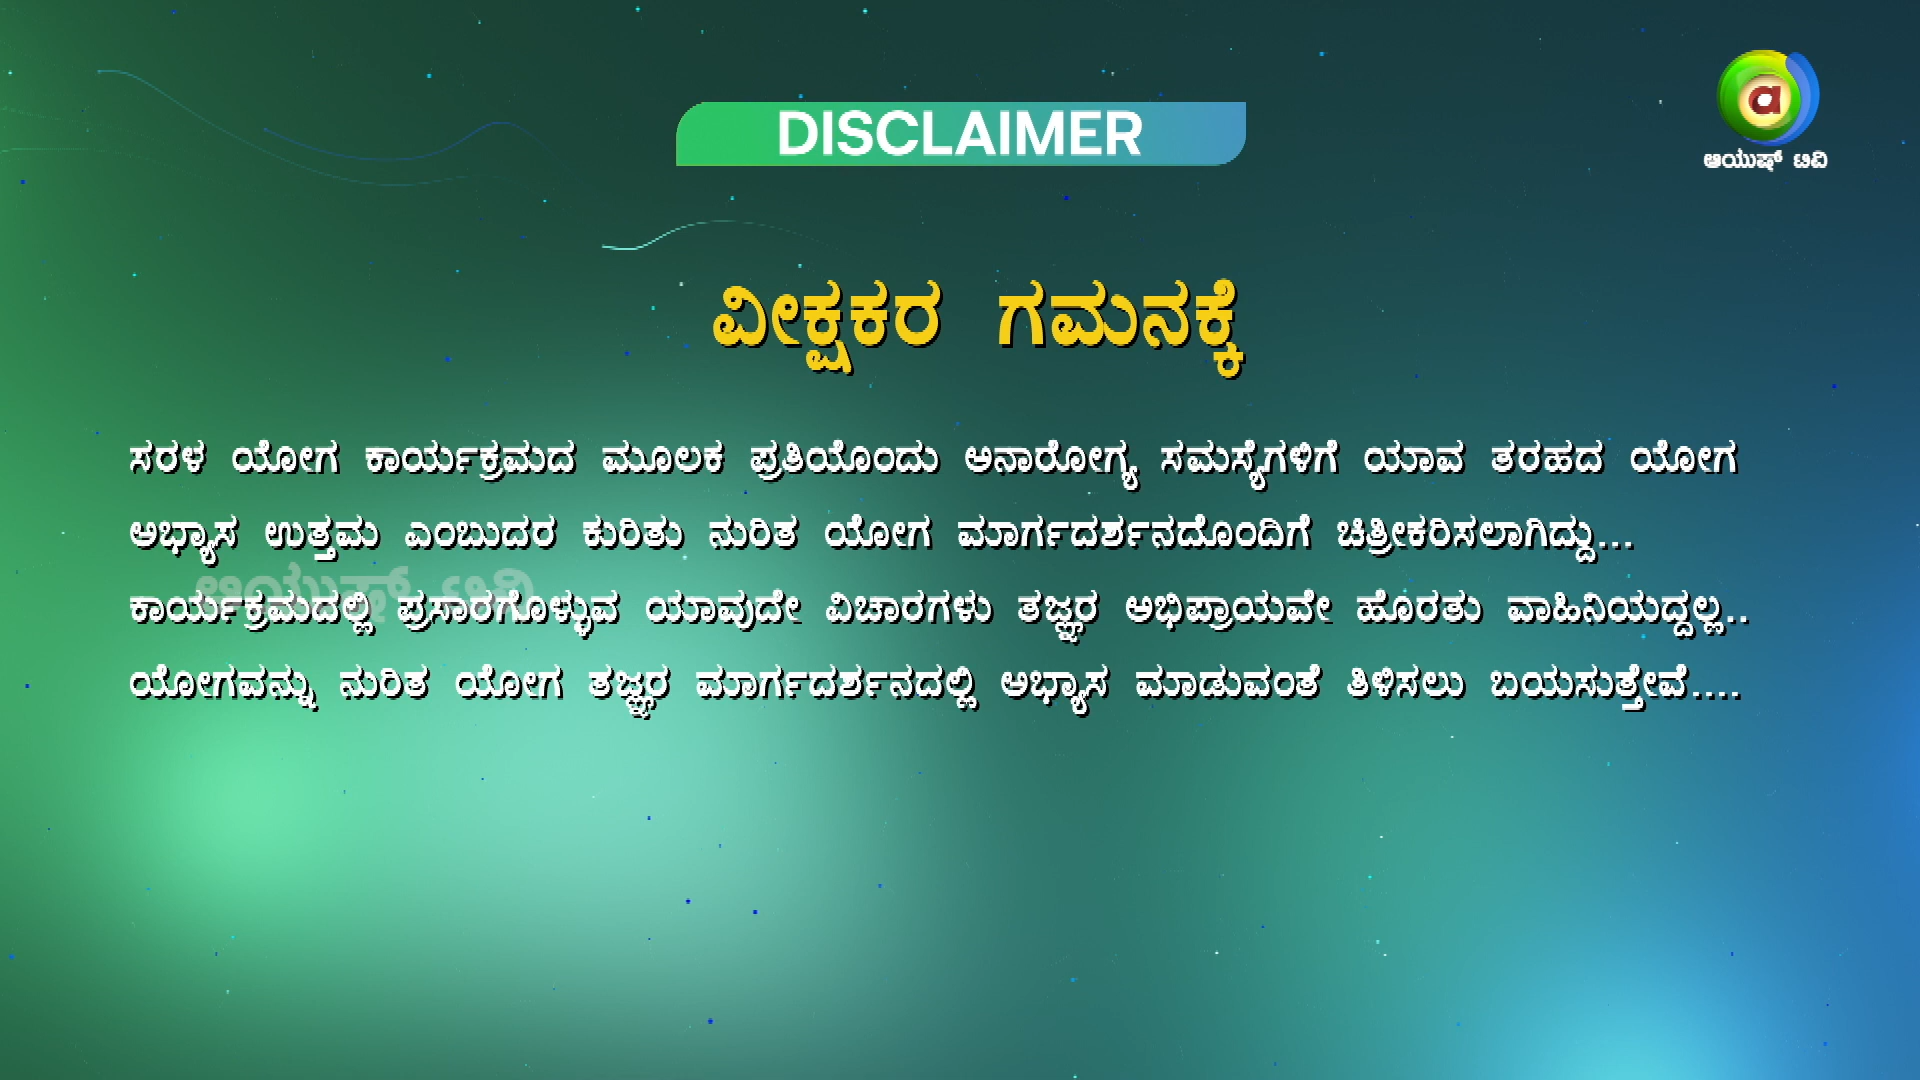 DISCLAIMER
ಆಯುಷ್ ಟಿವಿ
ವೀಕ್ಷಕರ ಗಮನಕ್ಕೆ
ಸರಳ ಯೋಗ ಕಾರ್ಯಕ್ರಮದ ಮೂಲಕ ಪ್ರತಿಯೊಂದು ಅನಾರೋಗ್ಯ ಸಮಸ್ಯೆಗಳಿಗೆ ಯಾವ ತರಹದ ಯೋಗ
ಅಭ್ಯಾಸ ಉತ್ತಮ ಎಂಬುದರ ಕುರಿತು ನುರಿತ ಯೋಗ ಮಾರ್ಗದರ್ಶನದೊಂದಿಗೆ ಚಿತ್ರೀಕರಿಸಲಾಗಿದ್ದು...
ಆಯುಷ್ ಟಿವಿ
ಕಾರ್ಯಕ್ರಮದಲ್ಲಿ ಪ್ರಸಾರಗೊಳ್ಳುವ ಯಾವುದೇ ವಿಚಾರಗಳು ತಜ್ಞರ ಅಭಿಪ್ರಾಯವೇ ಹೊರತು ವಾಹಿನಿಯದ್ದಲ್ಲ..
ಯೋಗವನ್ನು ನುರಿತ ಯೋಗ ತಜ್ಞರ ಮಾರ್ಗದರ್ಶನದಲ್ಲಿ ಅಭ್ಯಾಸ ಮಾಡುವಂತೆ ತಿಳಿಸಲು ಬಯಸುತ್ತೇವೆ....